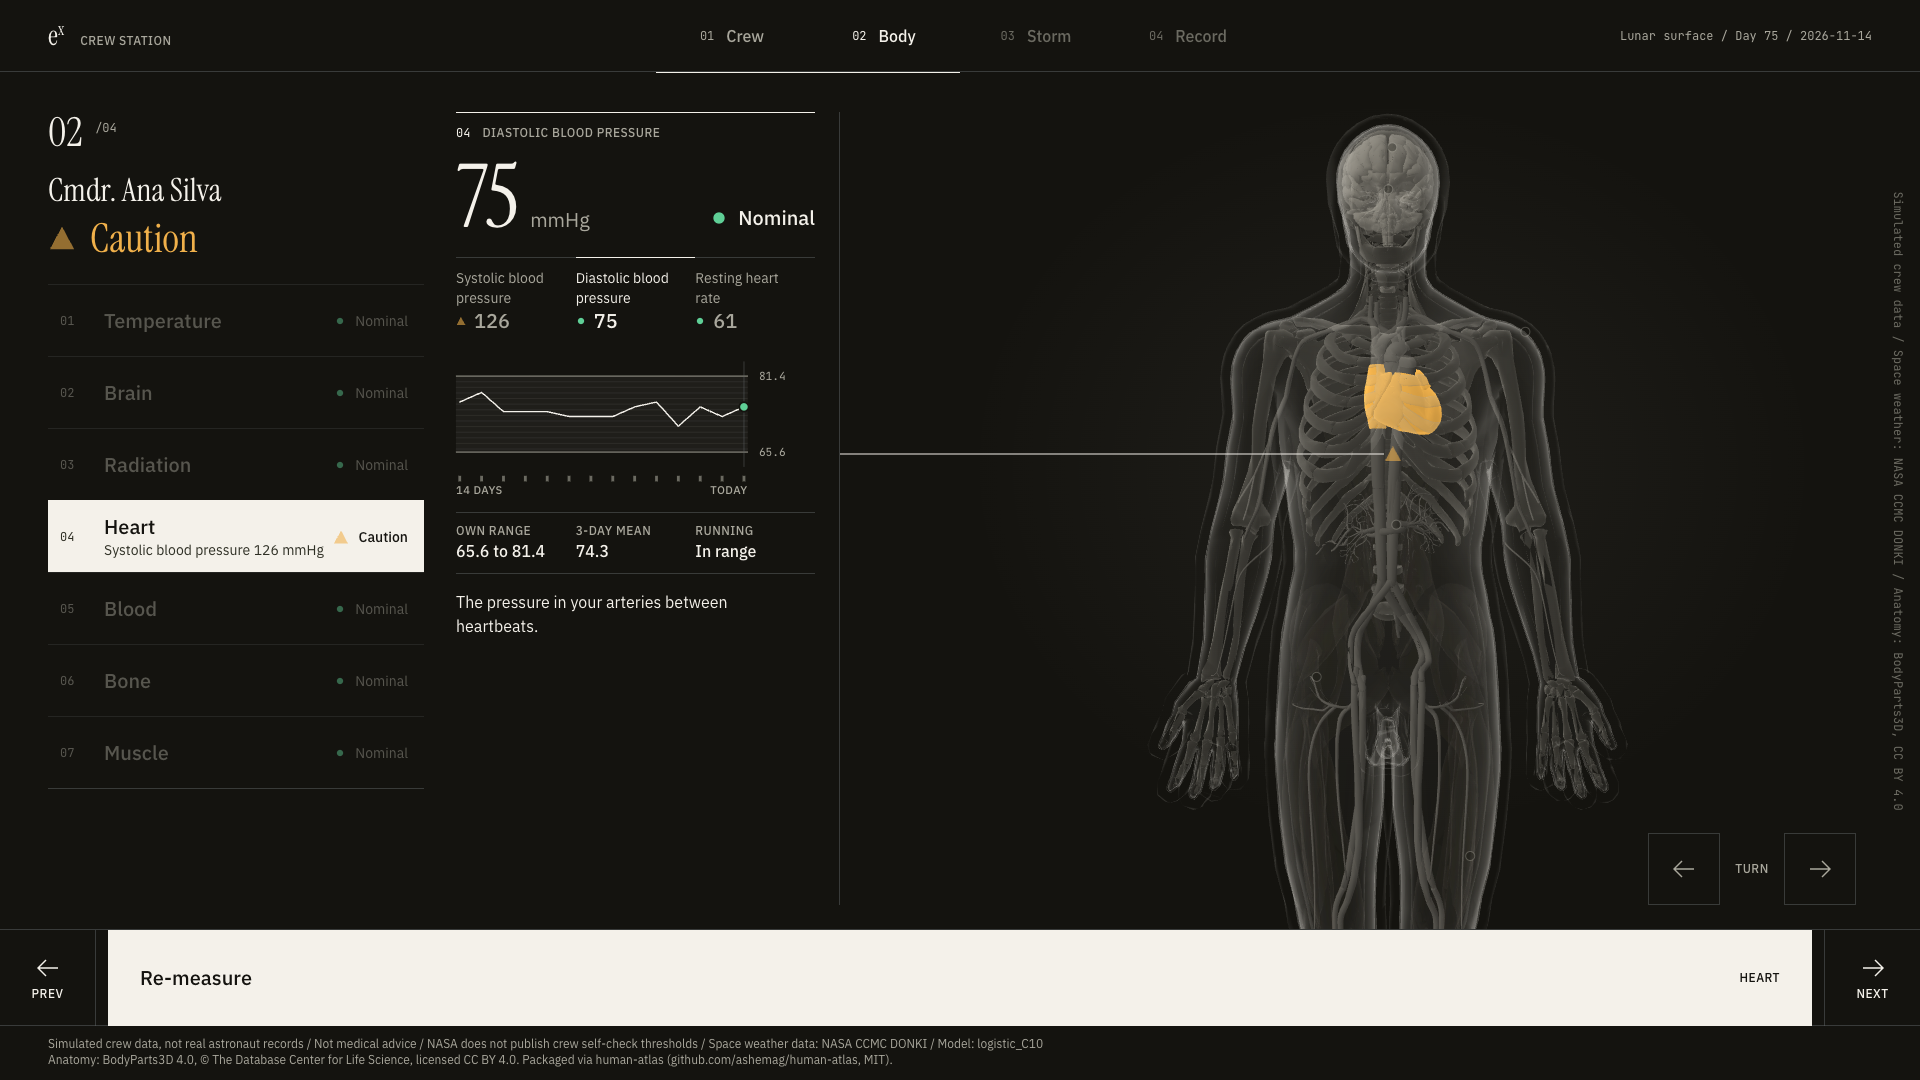 ex CREW STATION
01 Crew
02 Body
03 Storm
04 Record
Lunar surface / Day 75 / 2026-11-14
02 /04
Cmdr. Ana Silva
Caution
01 Temperature Nominal
02 Brain Nominal
03 Radiation Nominal
04 Heart Caution
Systolic blood pressure 126 mmHg
05 Blood Nominal
06 Bone Nominal
07 Muscle Nominal
04 DIASTOLIC BLOOD PRESSURE
75 mmHg
Nominal
Systolic blood
pressure
126
Diastolic blood
pressure
75
Resting heart
rate
61
81.4
65.6
14 DAYS
TODAY
OWN RANGE
65.6 to 81.4
3-DAY MEAN
74.3
RUNNING
In range
The pressure in your arteries between
heartbeats.
Simulated crew data / Space weather: NASA CCMC DONKI / Anatomy: BodyParts3D, CC BY 4.0
TURN
PREV
Re-measure
HEART
NEXT
Simulated crew data, not real astronaut records / Not medical advice / NASA does not publish crew self-check thresholds / Space weather data: NASA CCMC DONKI / Model: logistic_C10
Anatomy: BodyParts3D 4.0, © The Database Center for Life Science, licensed CC BY 4.0. Packaged via human-atlas (github.com/ashemag/human-atlas, MIT).